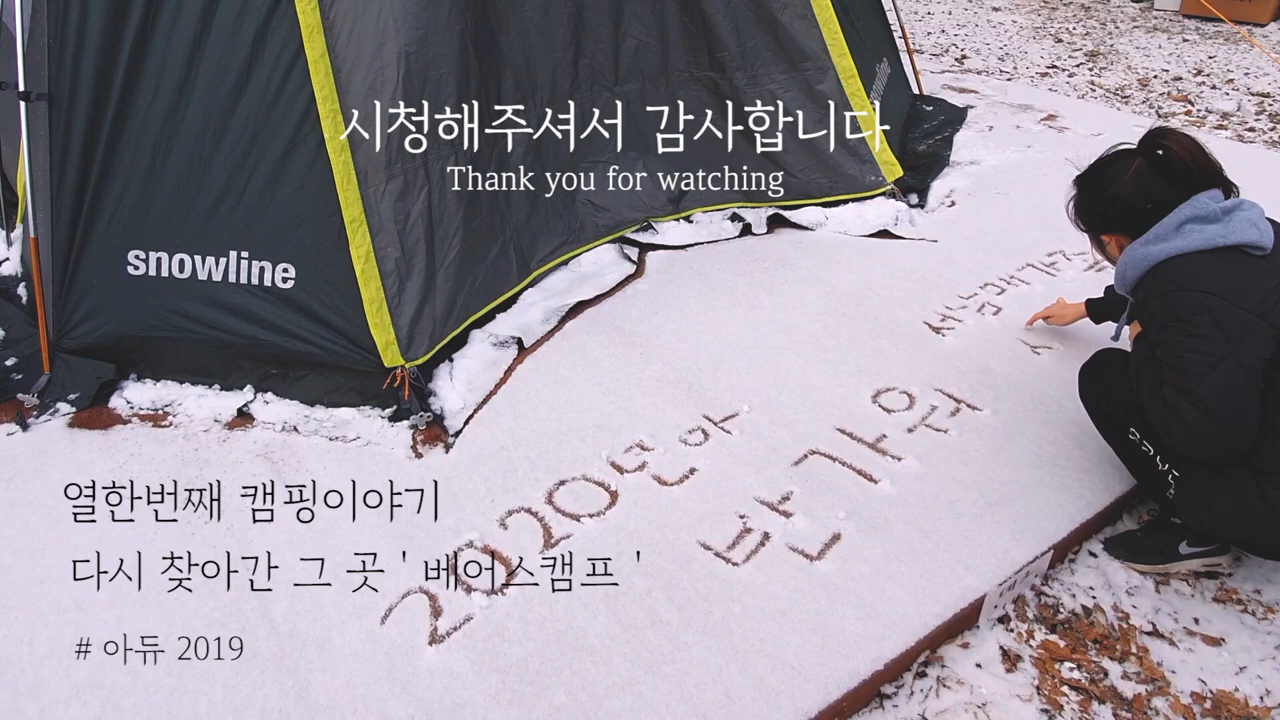 시청해주셔서 감사합니다
Thank you for watching
snowline
snowline
2020년아
반가워
열한번째 캠핑이야기
다시 찾아간 그 곳 ' 베어스캠프 '
# 아듀 2019